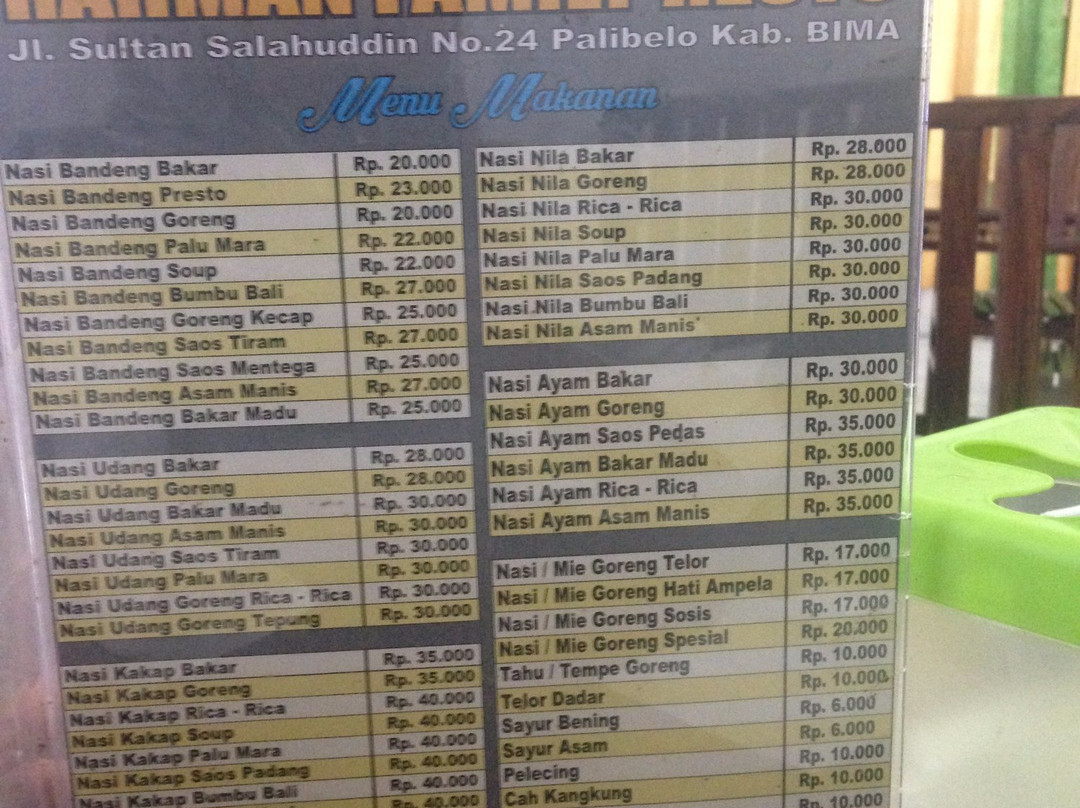 Jl. Sultan Salahuddin No.24 Palibelo Kab. BIMA
Menu Makanan
Nasi Bandeng Bakar Rp. 20.000
Nasi Bandeng Presto Rp. 23.000
Nasi Bandeng Goreng Rp. 20.000
Nasi Bandeng Palu Mara Rp. 22.000
Nasi Bandeng Soup Rp. 22.000
Nasi Bandeng Bumbu Bali Rp. 27.000
Nasi Bandeng Goreng Kecap Rp. 25.000
Nasi Bandeng Saos Tiram Rp. 27.000
Nasi Bandeng Saos Mentega Rp. 25.000
Nasi Bandeng Asam Manis Rp. 27.000
Nasi Bandeng Bakar Madu Rp. 25.000
Nasi Udang Bakar Rp. 28.000
Nasi Udang Goreng Rp. 28.000
Nasi Udang Bakar Madu Rp. 30.000
Nasi Udang Asam Manis Rp. 30.000
Nasi Udang Saos Tiram Rp. 30.000
Nasi Udang Palu Mara Rp. 30.000
Nasi Udang Goreng Rica - Rica Rp. 30.000
Nasi Udang Goreng Tepung Rp. 30.000
Nasi Kakap Bakar Rp. 35.000
Nasi Kakap Goreng Rp. 35.000
Nasi Kakap Rica - Rica Rp. 40.000
Nasi Kakap Soup Rp. 40.000
Nasi Kakap Palu Mara Rp. 40.000
Nasi Kakap Saos Padang Rp. 40.000
Nasi Kakap Bumbu Bali Rp. 40.000
Rp. 40.000
Nasi Nila Bakar Rp. 28.000
Nasi Nila Goreng Rp. 28.000
Nasi Nila Rica - Rica Rp. 30.000
Nasi Nila Soup Rp. 30.000
Nasi Nila Palu Mara Rp. 30.000
Nasi Nila Saos Padang Rp. 30.000
Nasi Nila Bumbu Bali Rp. 30.000
Nasi Nila Asam Manis Rp. 30.000
Nasi Ayam Bakar Rp. 30.000
Nasi Ayam Goreng Rp. 30.000
Nasi Ayam Saos Pedas Rp. 35.000
Nasi Ayam Bakar Madu Rp. 35.000
Nasi Ayam Rica - Rica Rp. 35.000
Nasi Ayam Asam Manis Rp. 35.000
Nasi / Mie Goreng Telor Rp. 17.000
Nasi / Mie Goreng Hati Ampela Rp. 17.000
Nasi / Mie Goreng Sosis Rp. 17.000
Nasi / Mie Goreng Spesial Rp. 20.000
Tahu / Tempe Goreng Rp. 10.000
Telor Dadar Rp. 10.000
Sayur Bening Rp. 6.000
Sayur Asam Rp. 6.000
Pelecing Rp. 10.000
Cah Kangkung Rp. 10.000
Rp. 10.000